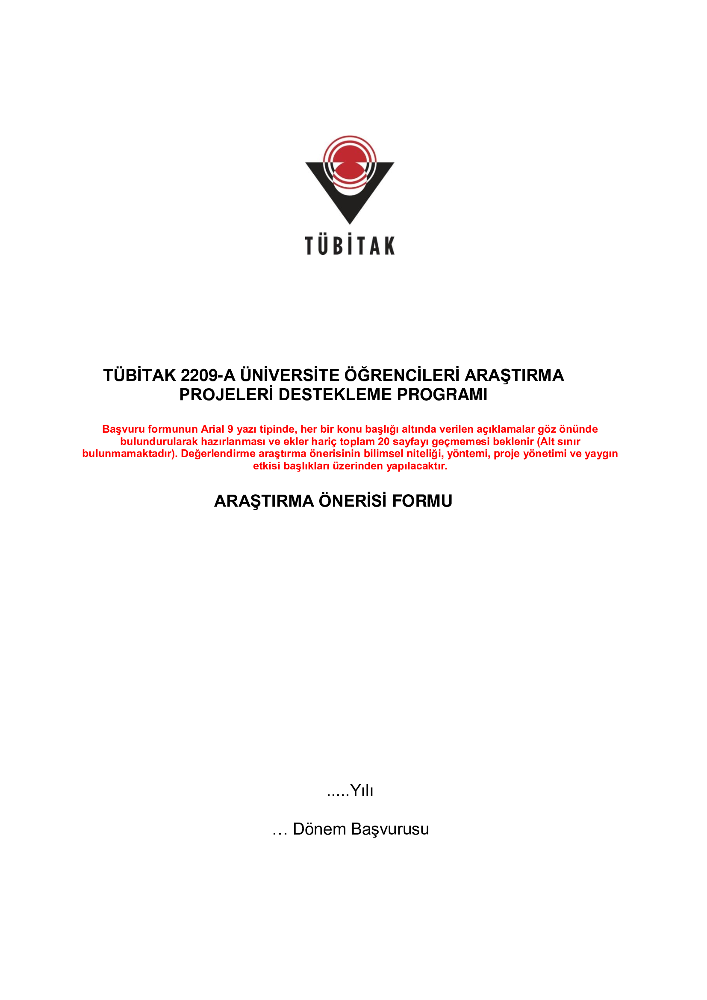 TÜBİTAK
TÜBİTAK 2209-A ÜNİVERSİTE ÖĞRENCİLERİ ARAŞTIRMA
PROJELERİ DESTEKLEME PROGRAMI
Başvuru formunun Arial 9 yazı tipinde, her bir konu başlığı altında verilen açıklamalar göz önünde
bulundurularak hazırlanması ve ekler hariç toplam 20 sayfayı geçmemesi beklenir (Alt sınır
bulunmamaktadır). Değerlendirme araştırma önerisinin bilimsel niteliği, yöntemi, proje yönetimi ve yaygın
etkisi başlıkları üzerinden yapılacaktır.
ARAŞTIRMA ÖNERİSİ FORMU
.....Yılı
… Dönem Başvurusu